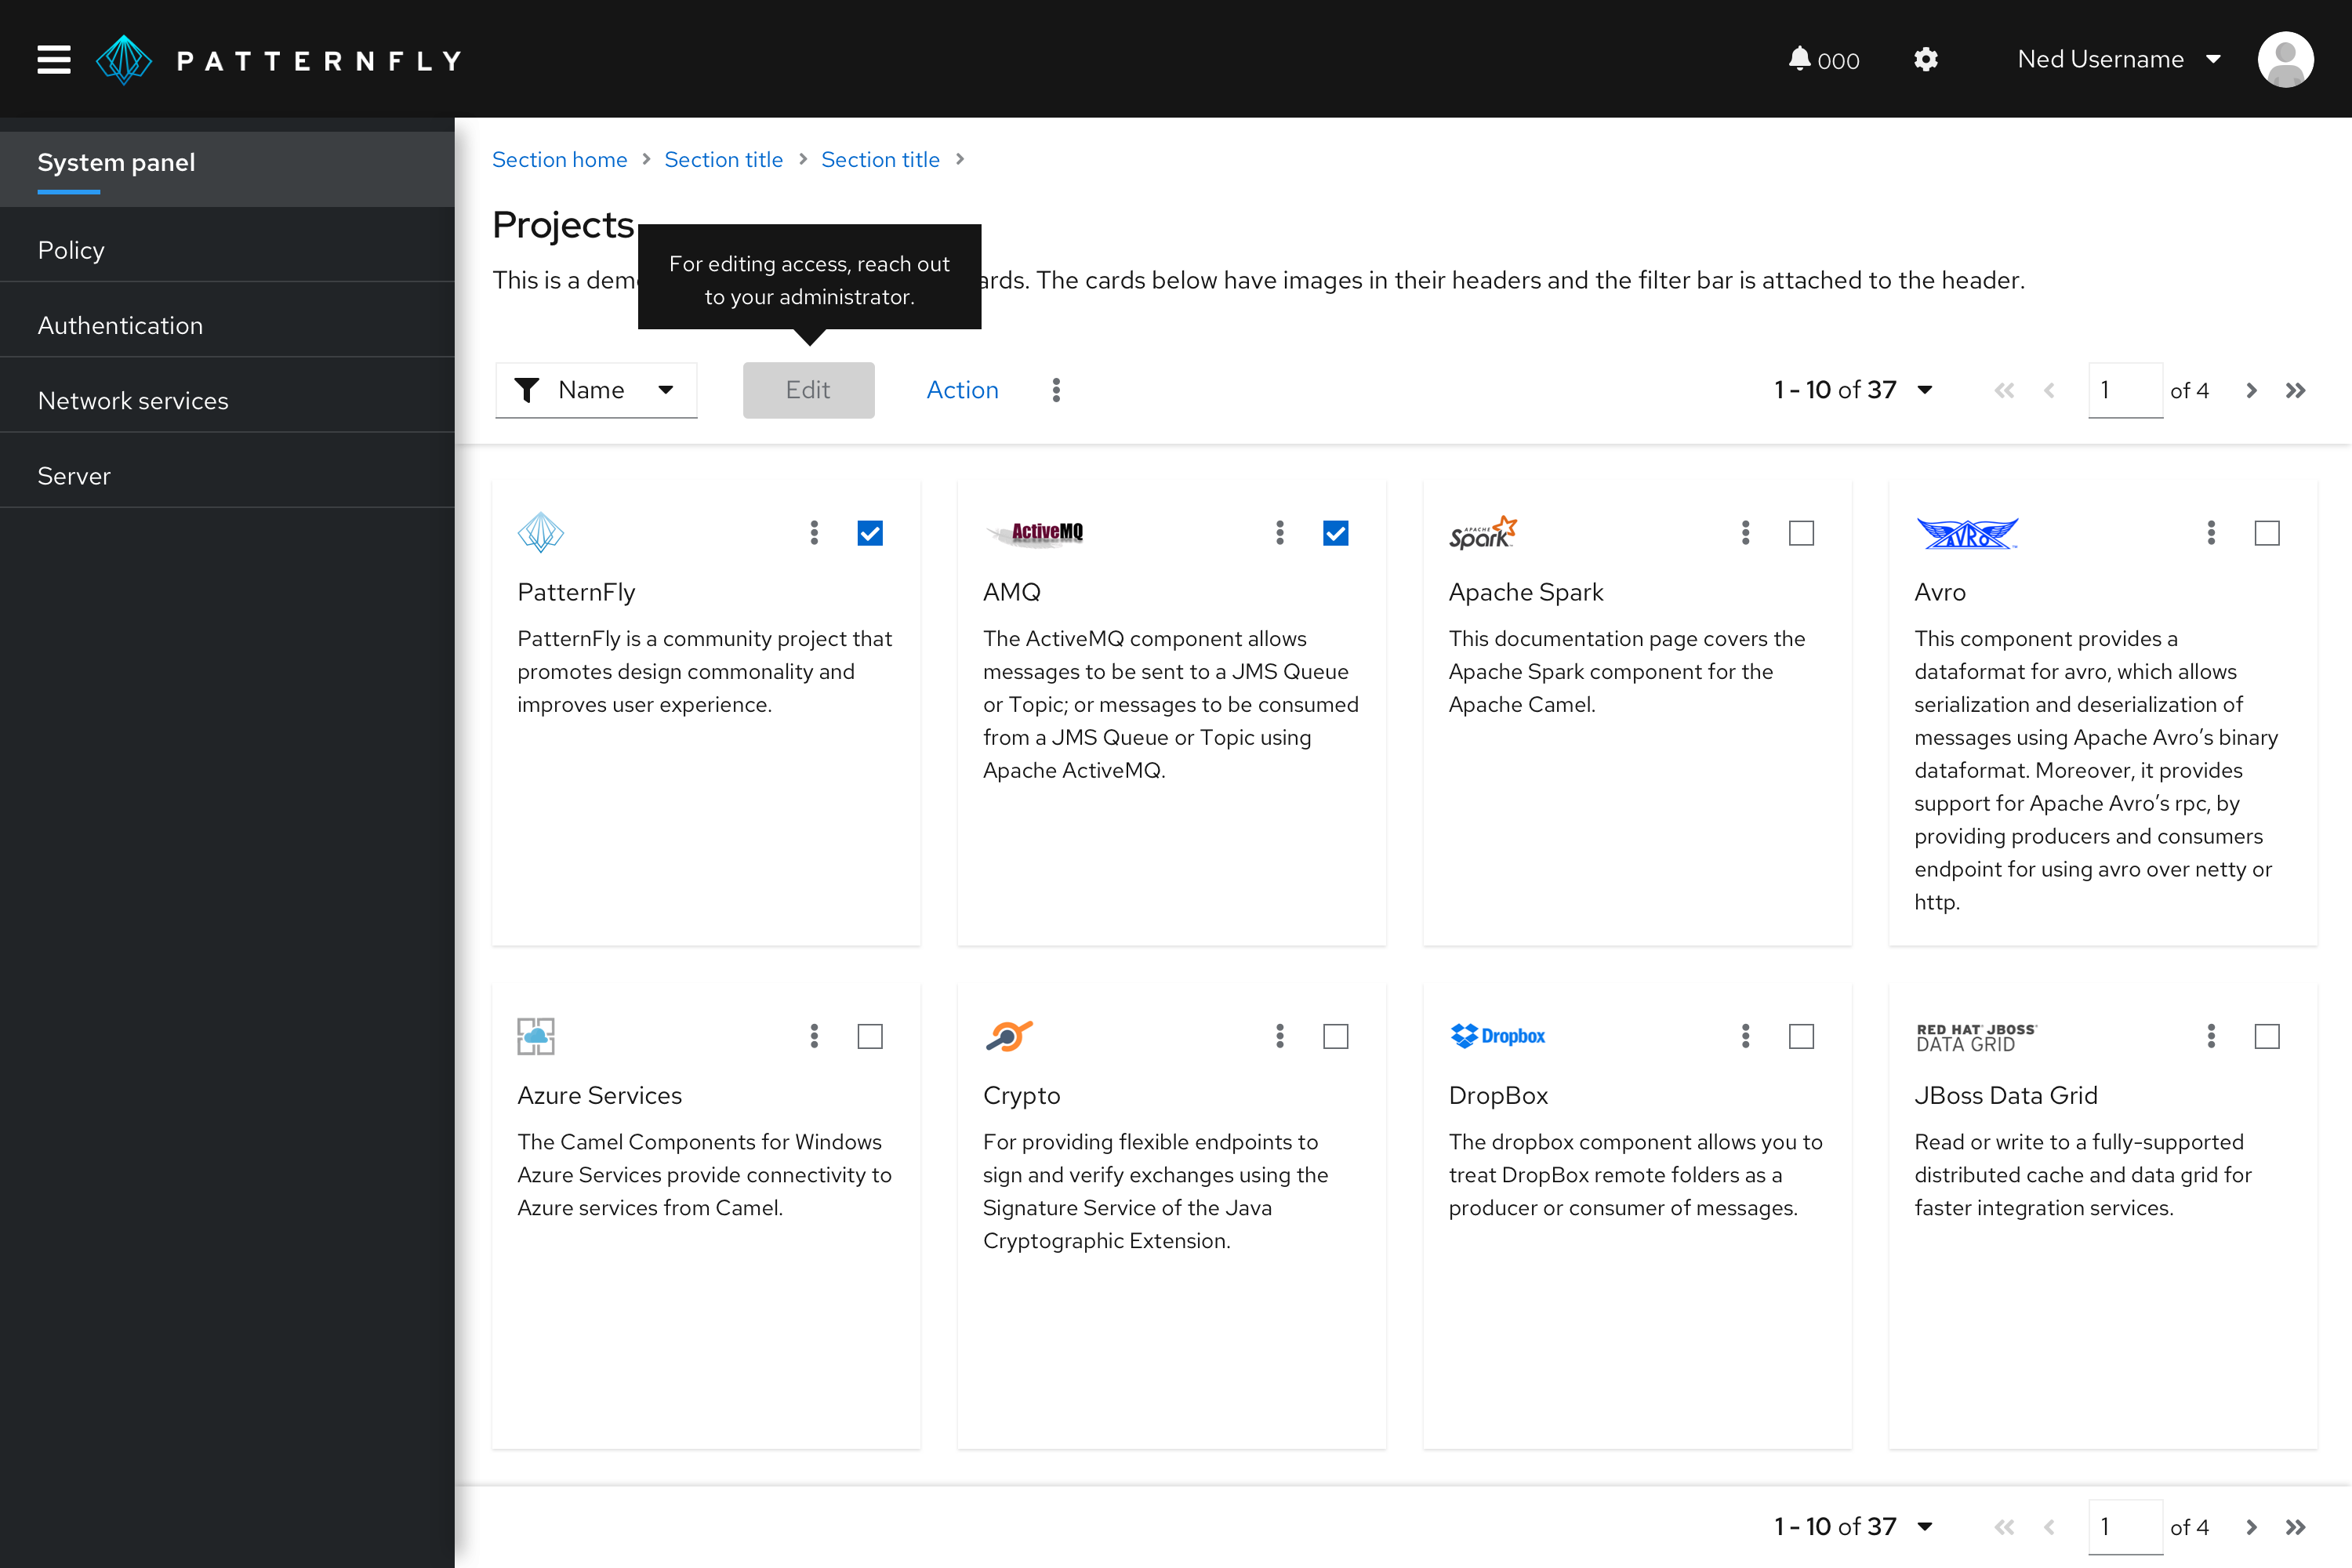 PATTERNFLY
000
Ned Username
System panel
Policy
Authentication
Network services
Server
Section home
Section title
Section title
Projects
This is a dem
ards. The cards below have images in their headers and the filter bar is attached to the header.
For editing access, reach out
to your administrator.
Name
Edit
Action
1 - 10 of 37
1
of 4
ActiveMQ
APACHE
Spark
AVRO
PatternFly
PatternFly is a community project that
promotes design commonality and
improves user experience.
AMQ
The ActiveMQ component allows
messages to be sent to a JMS Queue
or Topic; or messages to be consumed
from a JMS Queue or Topic using
Apache ActiveMQ.
Apache Spark
This documentation page covers the
Apache Spark component for the
Apache Camel.
Avro
This component provides a
dataformat for avro, which allows
serialization and deserialization of
messages using Apache Avro’s binary
dataformat. Moreover, it provides
support for Apache Avro’s rpc, by
providing producers and consumers
endpoint for using avro over netty or
http.
Azure Services
The Camel Components for Windows
Azure Services provide connectivity to
Azure services from Camel.
Crypto
For providing flexible endpoints to
sign and verify exchanges using the
Signature Service of the Java
Cryptographic Extension.
Dropbox
DropBox
The dropbox component allows you to
treat DropBox remote folders as a
producer or consumer of messages.
RED HAT JBOSS
DATA GRID
JBoss Data Grid
Read or write to a fully-supported
distributed cache and data grid for
faster integration services.
1 - 10 of 37
1
of 4